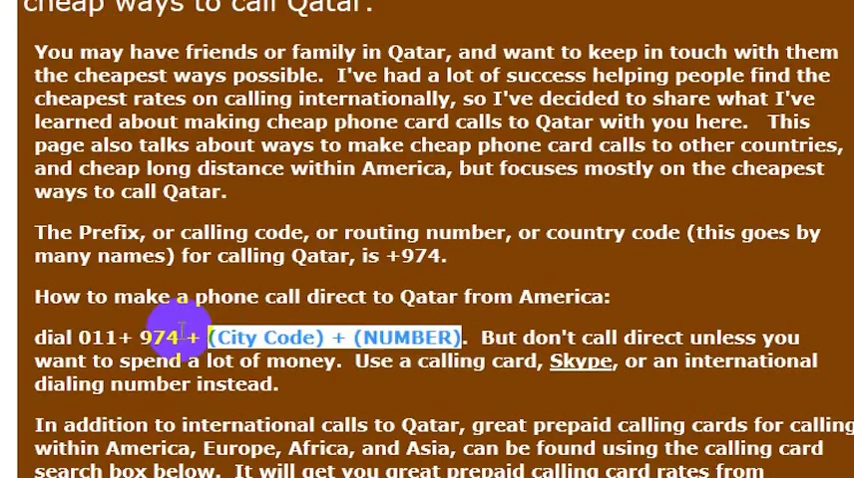 cheap ways to call Qatar.
You may have friends or family in Qatar, and want to keep in touch with them
the cheapest ways possible.  I've had a lot of success helping people find the
cheapest rates on calling internationally, so I've decided to share what I've
learned about making cheap phone card calls to Qatar with you here.   This
page also talks about ways to make cheap phone card calls to other countries,
and cheap long distance within America, but focuses mostly on the cheapest
ways to call Qatar.
The Prefix, or calling code, or routing number, or country code (this goes by
many names) for calling Qatar, is +974.
How to make a phone call direct to Qatar from America:
dial 011+ 974 + (City Code) + (NUMBER).  But don't call direct unless you
want to spend a lot of money.  Use a calling card, Skype, or an international
dialing number instead.
In addition to international calls to Qatar, great prepaid calling cards for calling
within America, Europe, Africa, and Asia, can be found using the calling card
search box below.  It will get you great prepaid calling card rates from